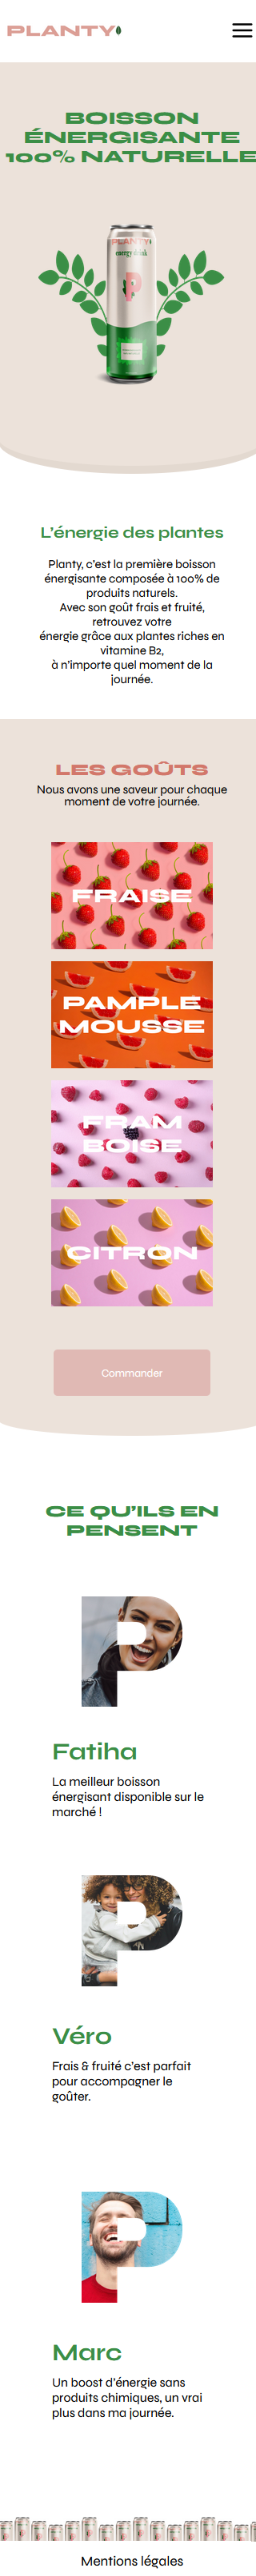 PLANTY
BOISSON
ÉNERGISANTE
100% NATURELLE
PLANTY
energy drink
P
L’énergie des plantes
Planty, c’est la première boisson
énergisante composée à 100% de
produits naturels.
Avec son goût frais et fruité,
retrouvez votre
énergie grâce aux plantes riches en
vitamine B2,
à n’importe quel moment de la
journée.
LES GOÛTS
Nous avons une saveur pour chaque
moment de votre journée.
FRAISE
PAMPLE
MOUSSE
FRAM
BOISE
CITRON
Commander
CE QU’ILS EN
PENSENT
Fatiha
La meilleur boisson
énergisant disponible sur le
marché !
Véro
Frais & fruité c’est parfait
pour accompagner le
goûter.
Marc
Un boost d’énergie sans
produits chimiques, un vrai
plus dans ma journée.
Mentions légales